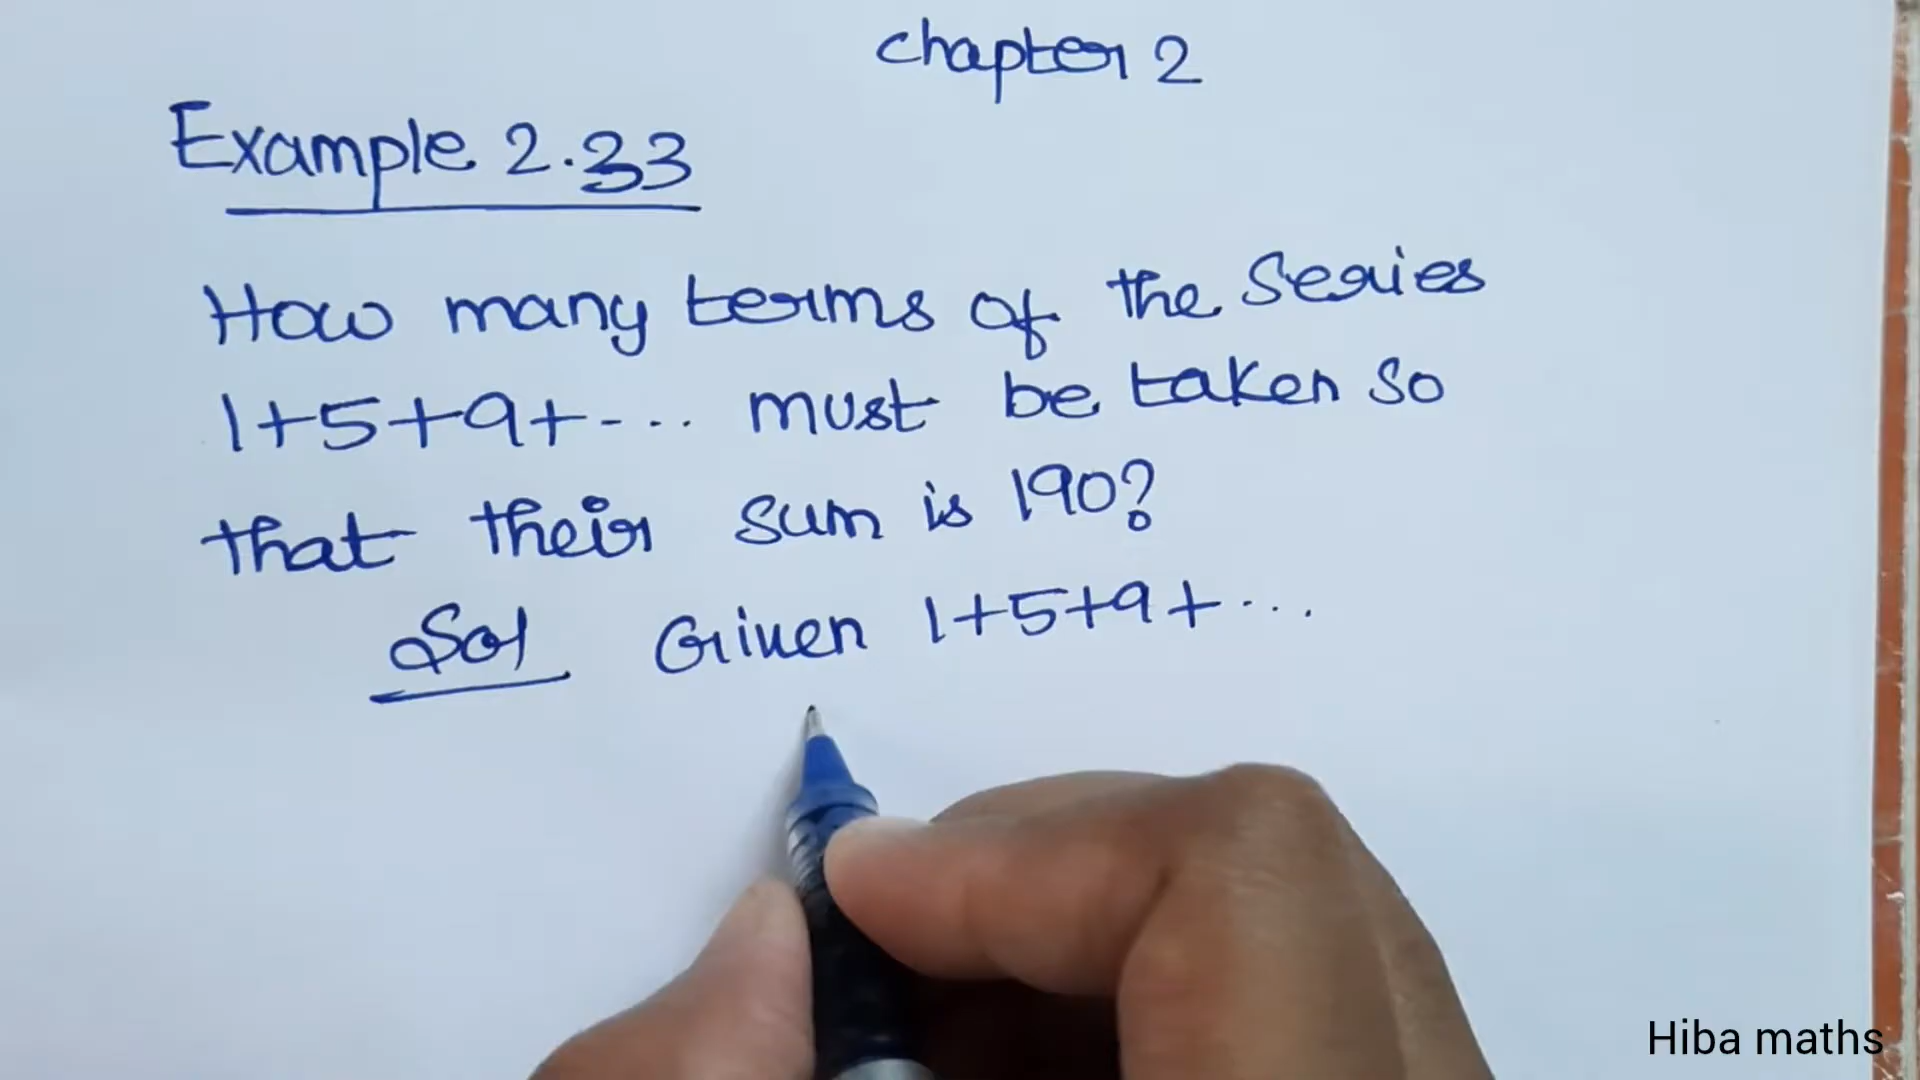 Chapter 2
Example 2.33
How many terms of the series
1+5+9+... must be taken so
that their sum is 190?
Sol Given 1+5+9+...
Hiba maths